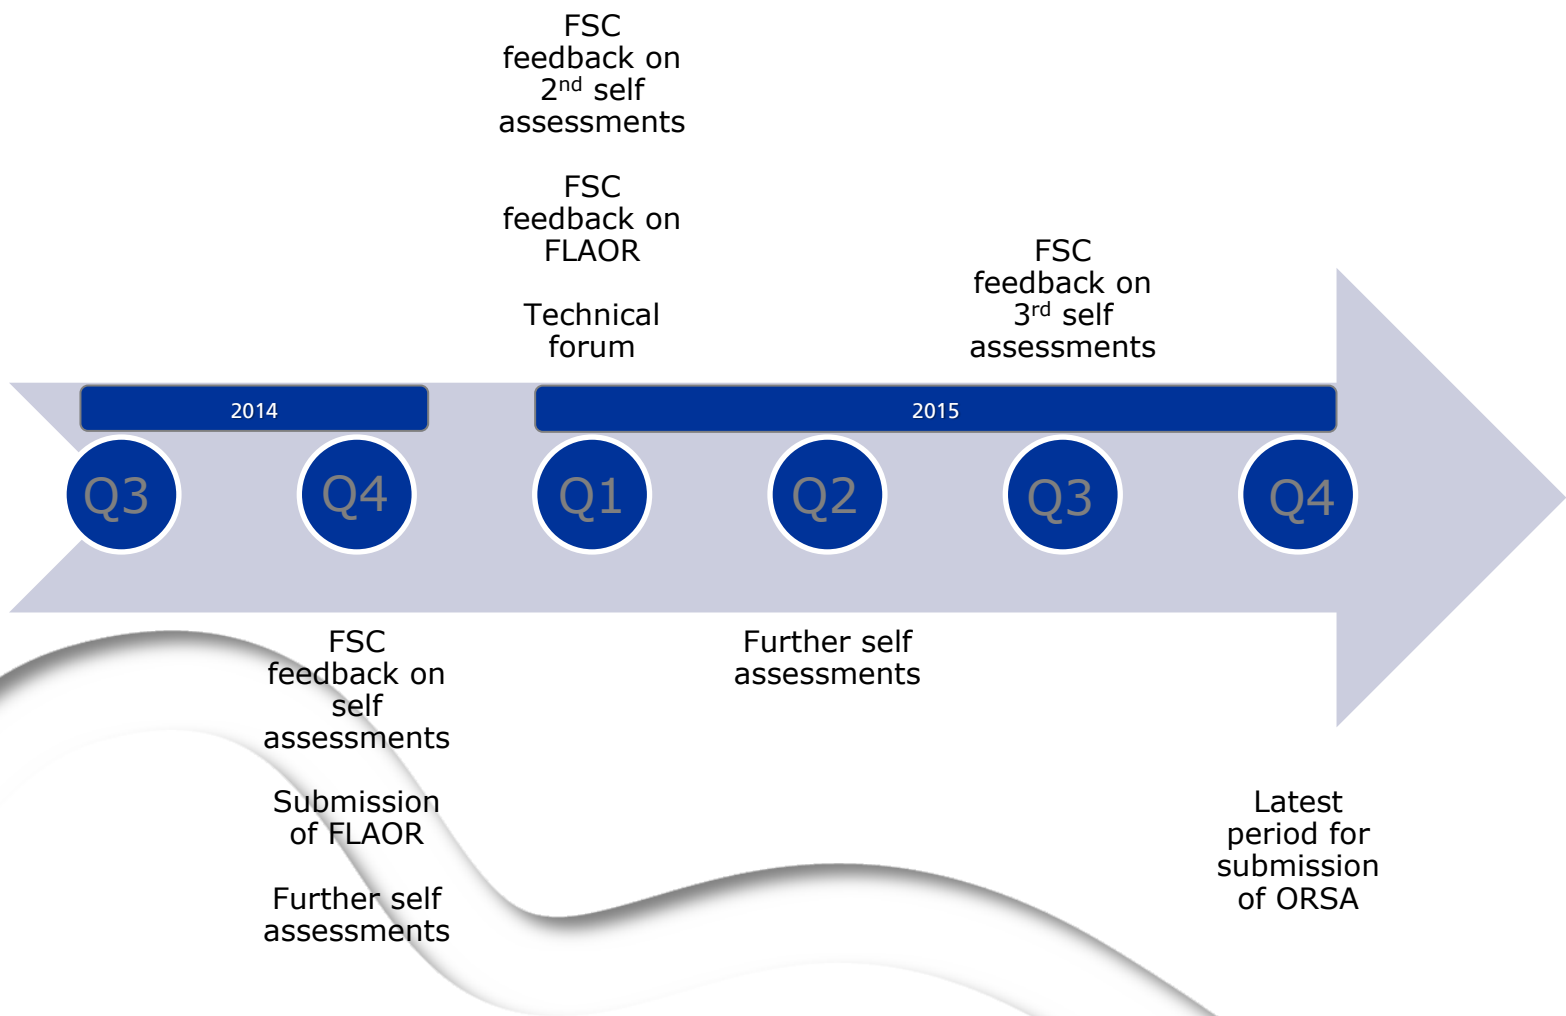 FSC
feedback on
2nd self
assessments
FSC
feedback on
FLAOR
Technical
forum
FSC
feedback on
3rd self
assessments
2014
2015
Q3
Q4
Q1
Q2
Q3
Q4
FSC
feedback on
self
assessments
Submission
of FLAOR
Further self
assessments
Further self
assessments
Latest
period for
submission
of ORSA